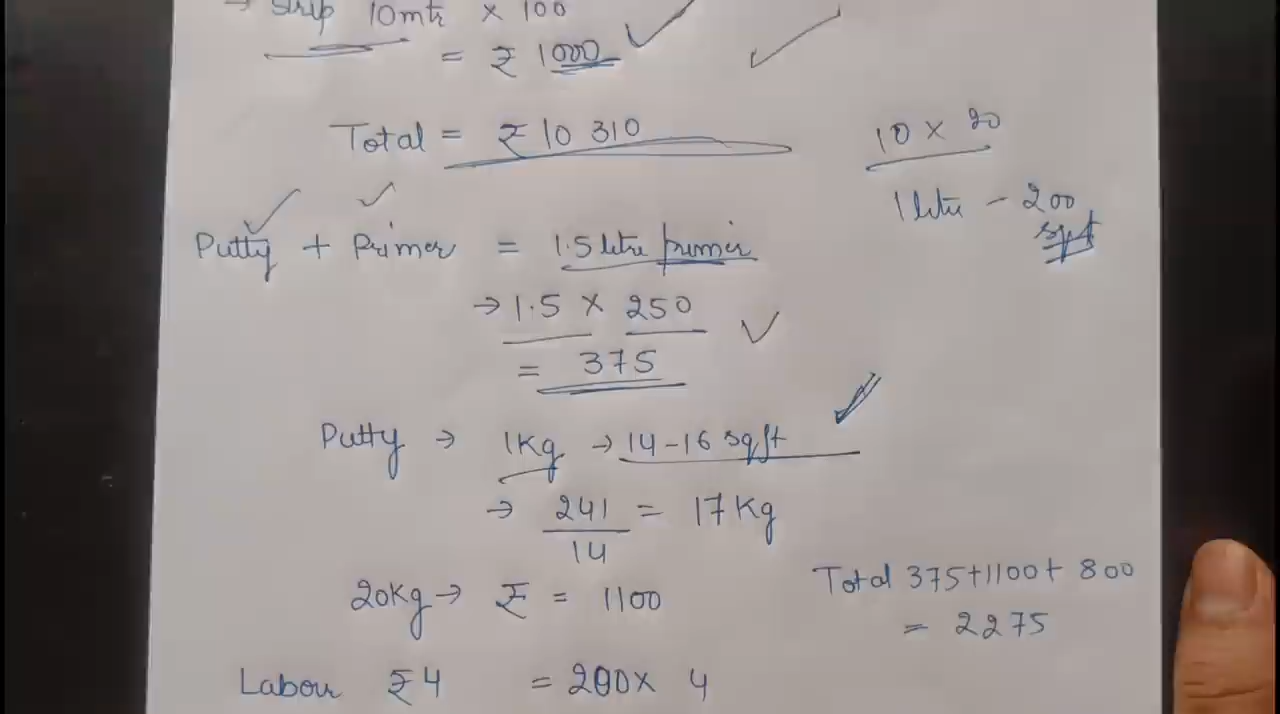 → Strip 10mtr × 100
= ₹ 1000
Total = ₹ 10 310
10 × 20
1 litre - 200
sqft
Putty + Primer = 1.5 litre primer
→ 1.5 × 250
= 375
Putty → 1Kg → 14-16 sqft
→ 241/14 = 17 Kg
20Kg → ₹ = 1100
Total 375+1100+ 800
= 2275
Labour ₹4 = 200× 4